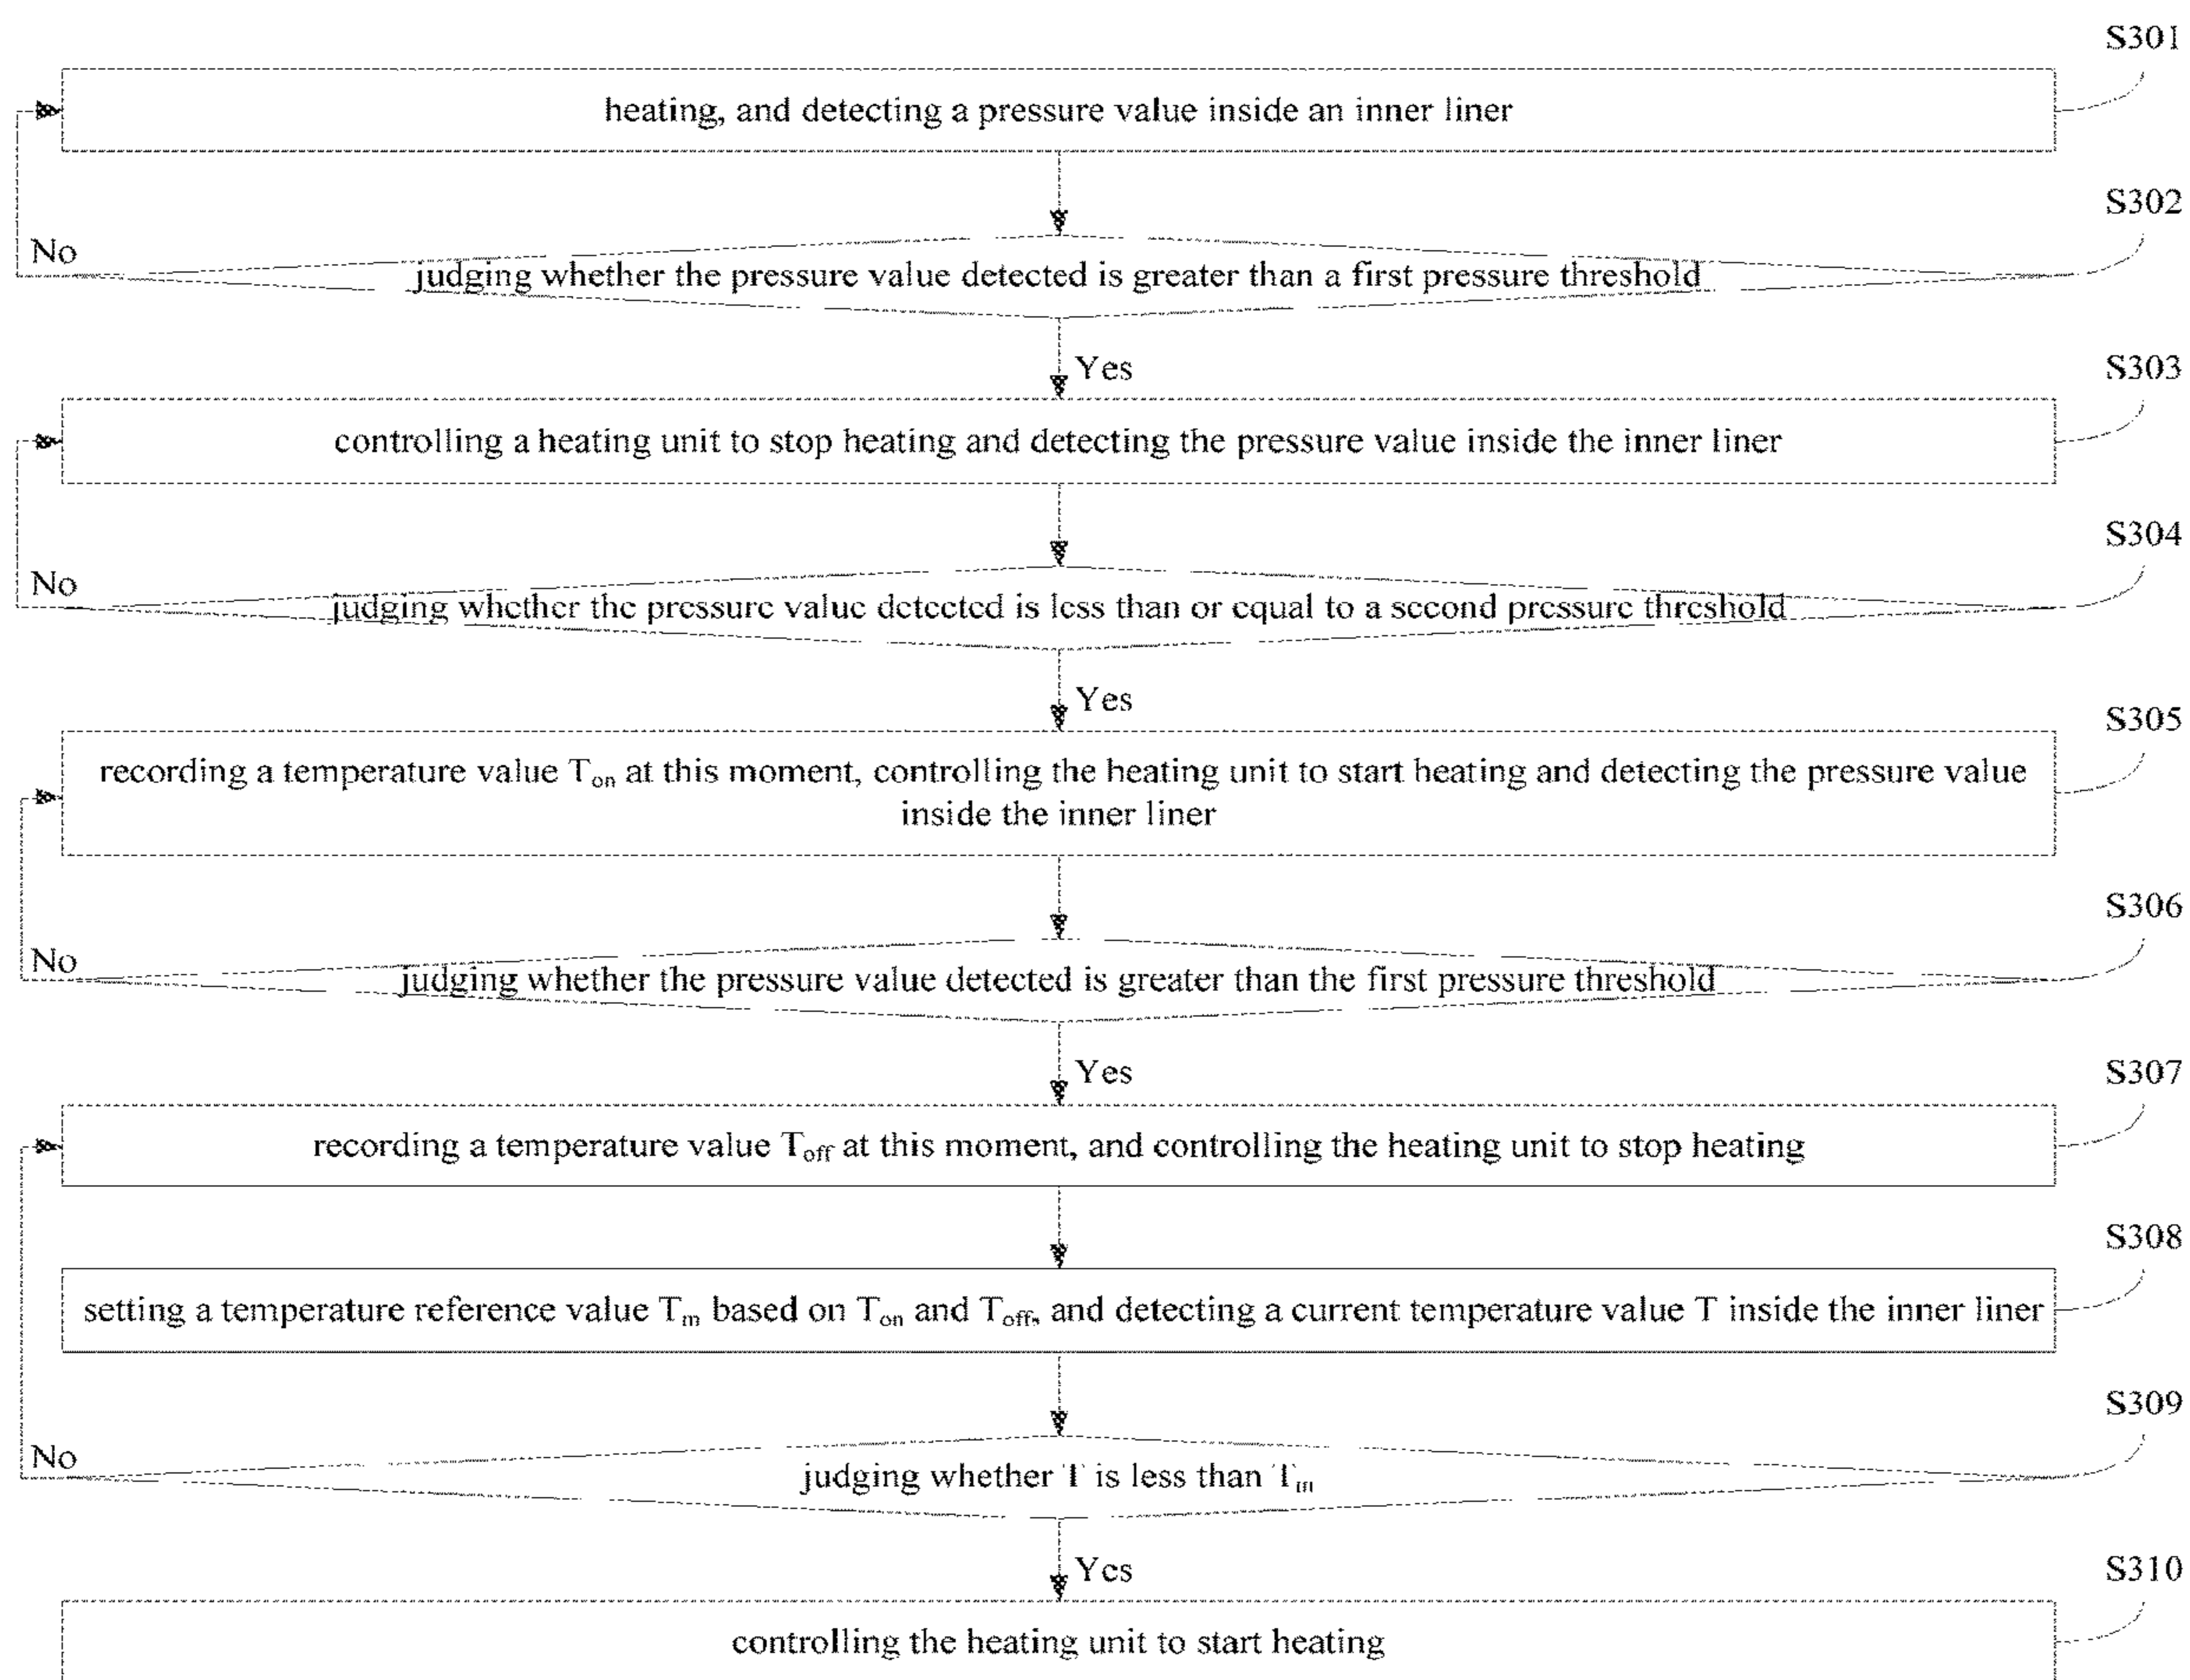 S301
heating, and detecting a pressure value inside an inner liner
S302
No
judging whether the pressure value detected is greater than a first pressure threshold
Yes
S303
controlling a heating unit to stop heating and detecting the pressure value inside the inner liner
S304
No
judging whether the pressure value detected is less than or equal to a second pressure threshold
Yes
S305
recording a temperature value Ton at this moment, controlling the heating unit to start heating and detecting the pressure value
inside the inner liner
S306
No
judging whether the pressure value detected is greater than the first pressure threshold
Yes
S307
recording a temperature value Toff at this moment, and controlling the heating unit to stop heating
S308
setting a temperature reference value Tm based on Ton and Toff, and detecting a current temperature value T inside the inner liner
S309
No
judging whether T is less than Tm
Yes
S310
controlling the heating unit to start heating